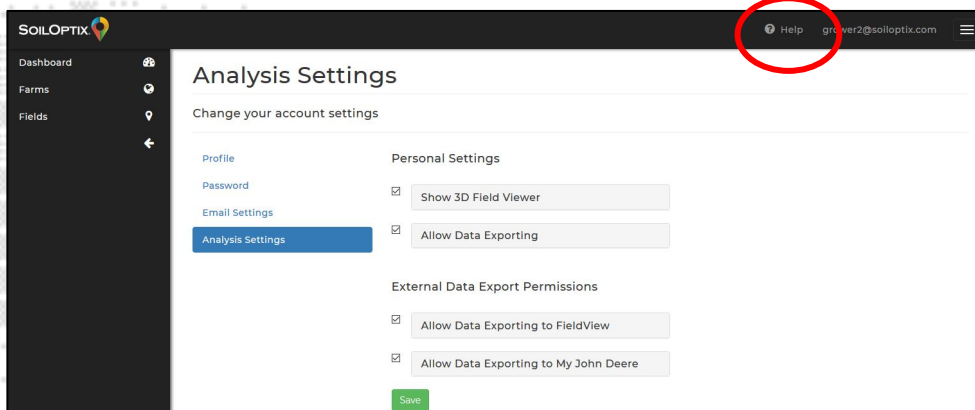 SOILOPTIX
Help
grower2@soiloptix.com
Dashboard
Farms
Fields
Analysis Settings
Change your account settings
Profile
Password
Email Settings
Analysis Settings
Personal Settings
Show 3D Field Viewer
Allow Data Exporting
External Data Export Permissions
Allow Data Exporting to FieldView
Allow Data Exporting to My John Deere
Save